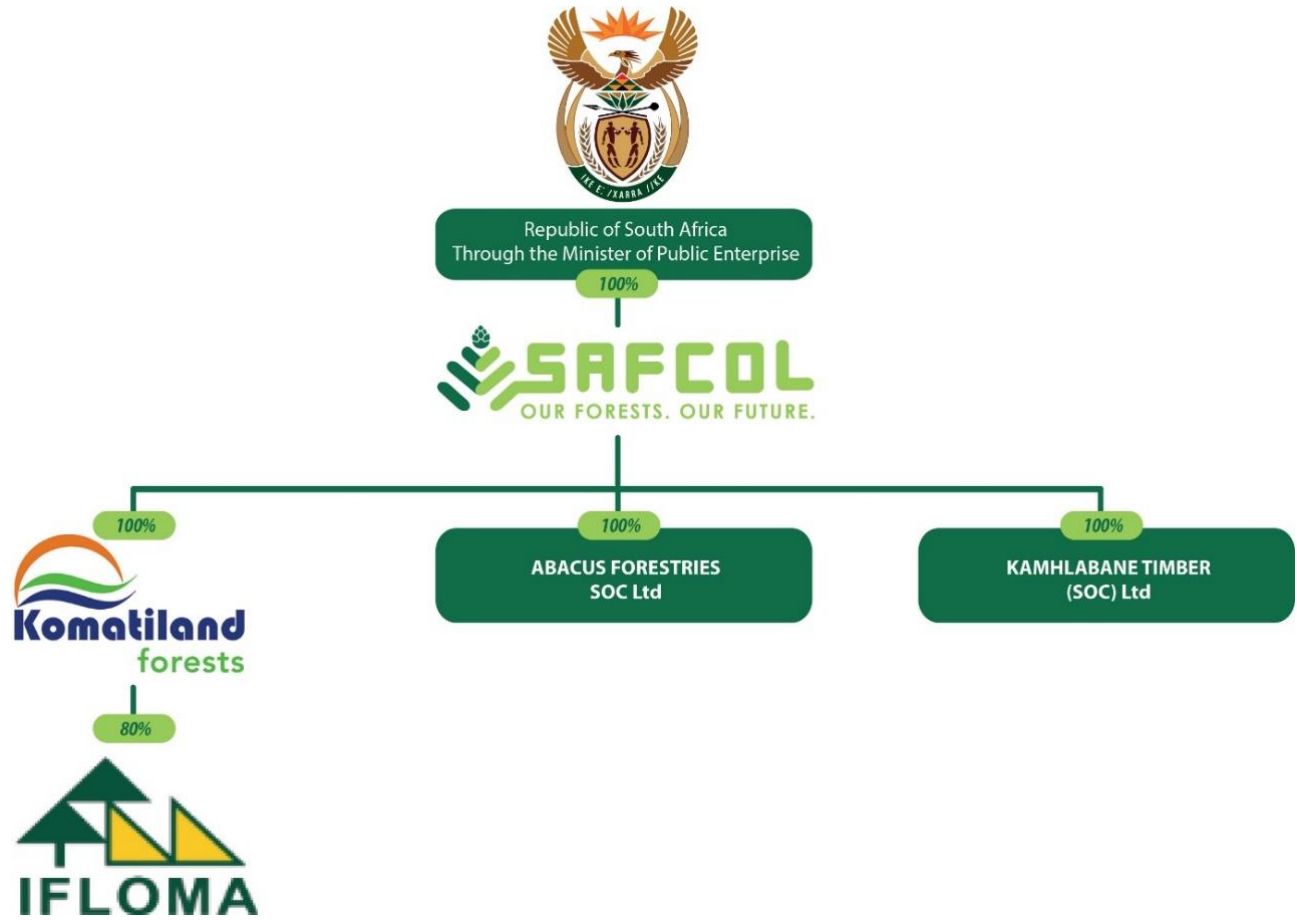 !KE E: /XARRA //KE
Republic of South Africa
Through the Minister of Public Enterprise
100%
SAFCOL
OUR FORESTS. OUR FUTURE.
100%
100%
100%
Komatiland
forests
ABACUS FORESTRIES
SOC Ltd
KAMHLABANE TIMBER
(SOC) Ltd
80%
IFLOMA